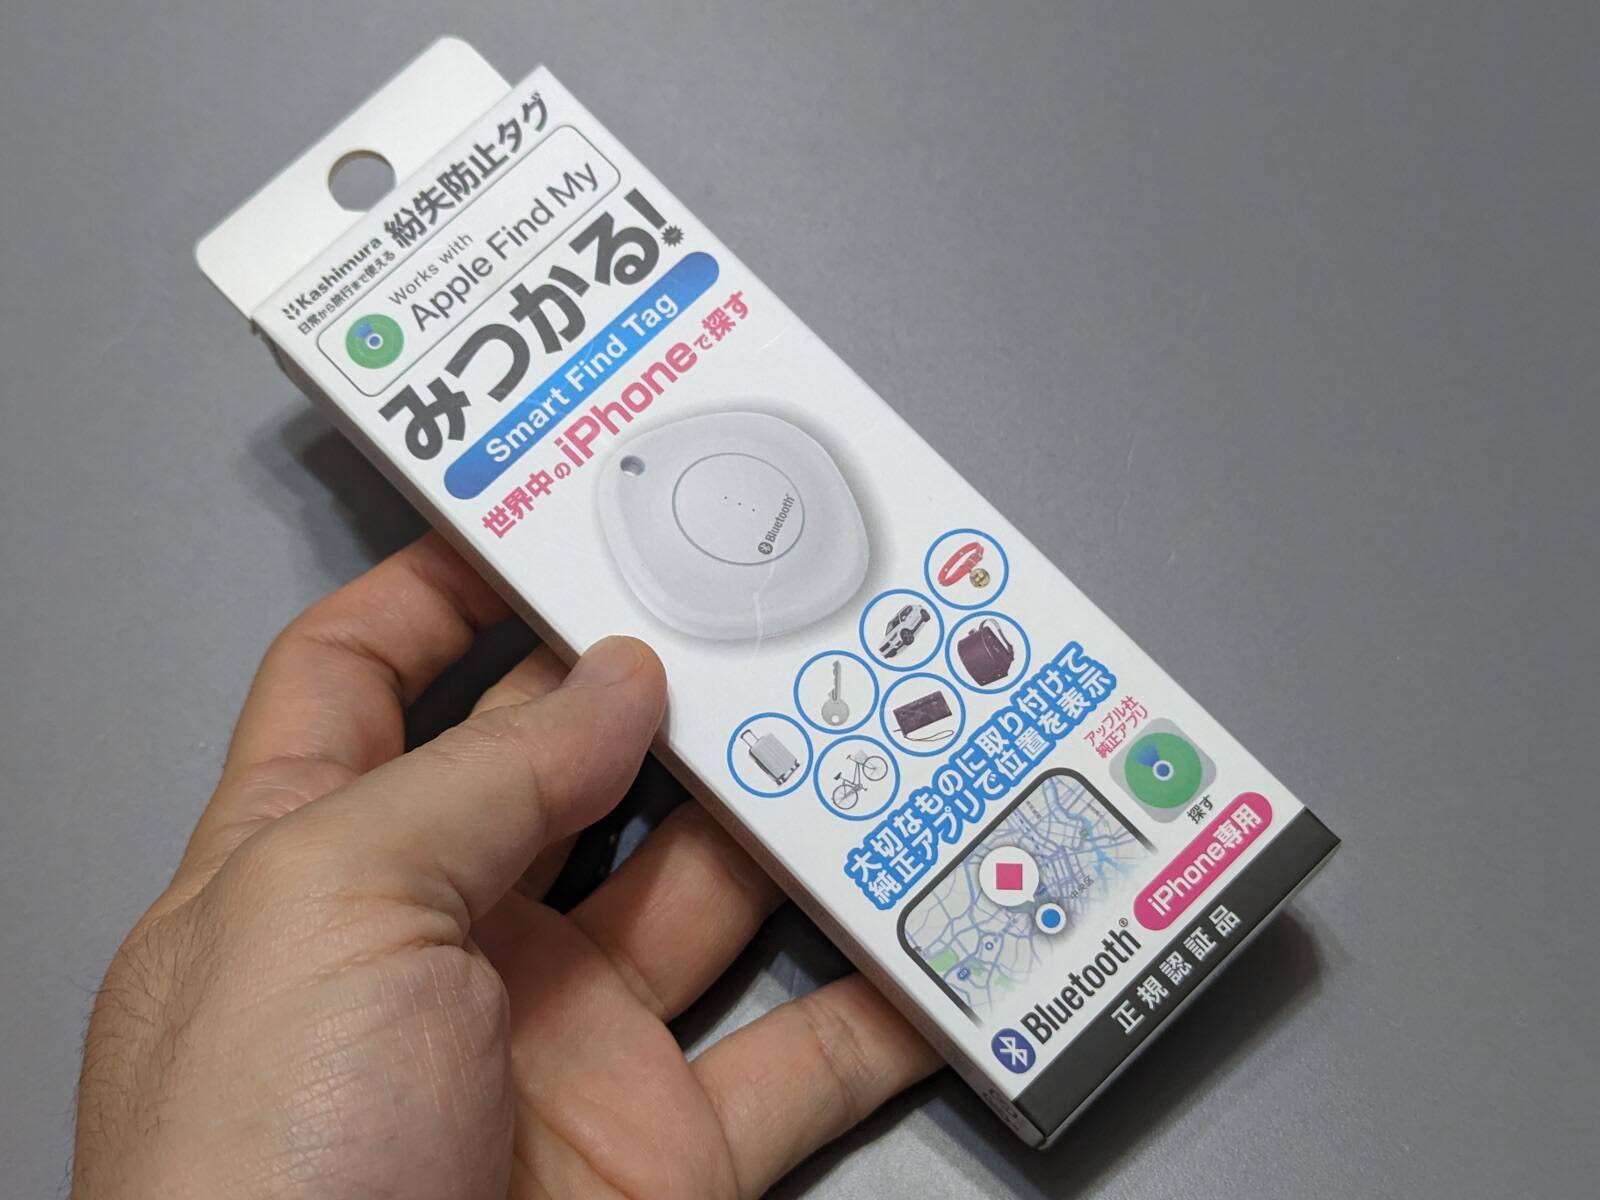 Kashimura
日常から旅行まで使える
紛失防止タグ
Works with
Apple Find My
みつかる!
Smart Find Tag
世界中のiPhoneで探す
Bluetooth
大切なものに取り付けて
純正アプリで位置を表示
アップル社
純正アプリ
探す
中央区
iPhone専用
Bluetooth®
正規認証品